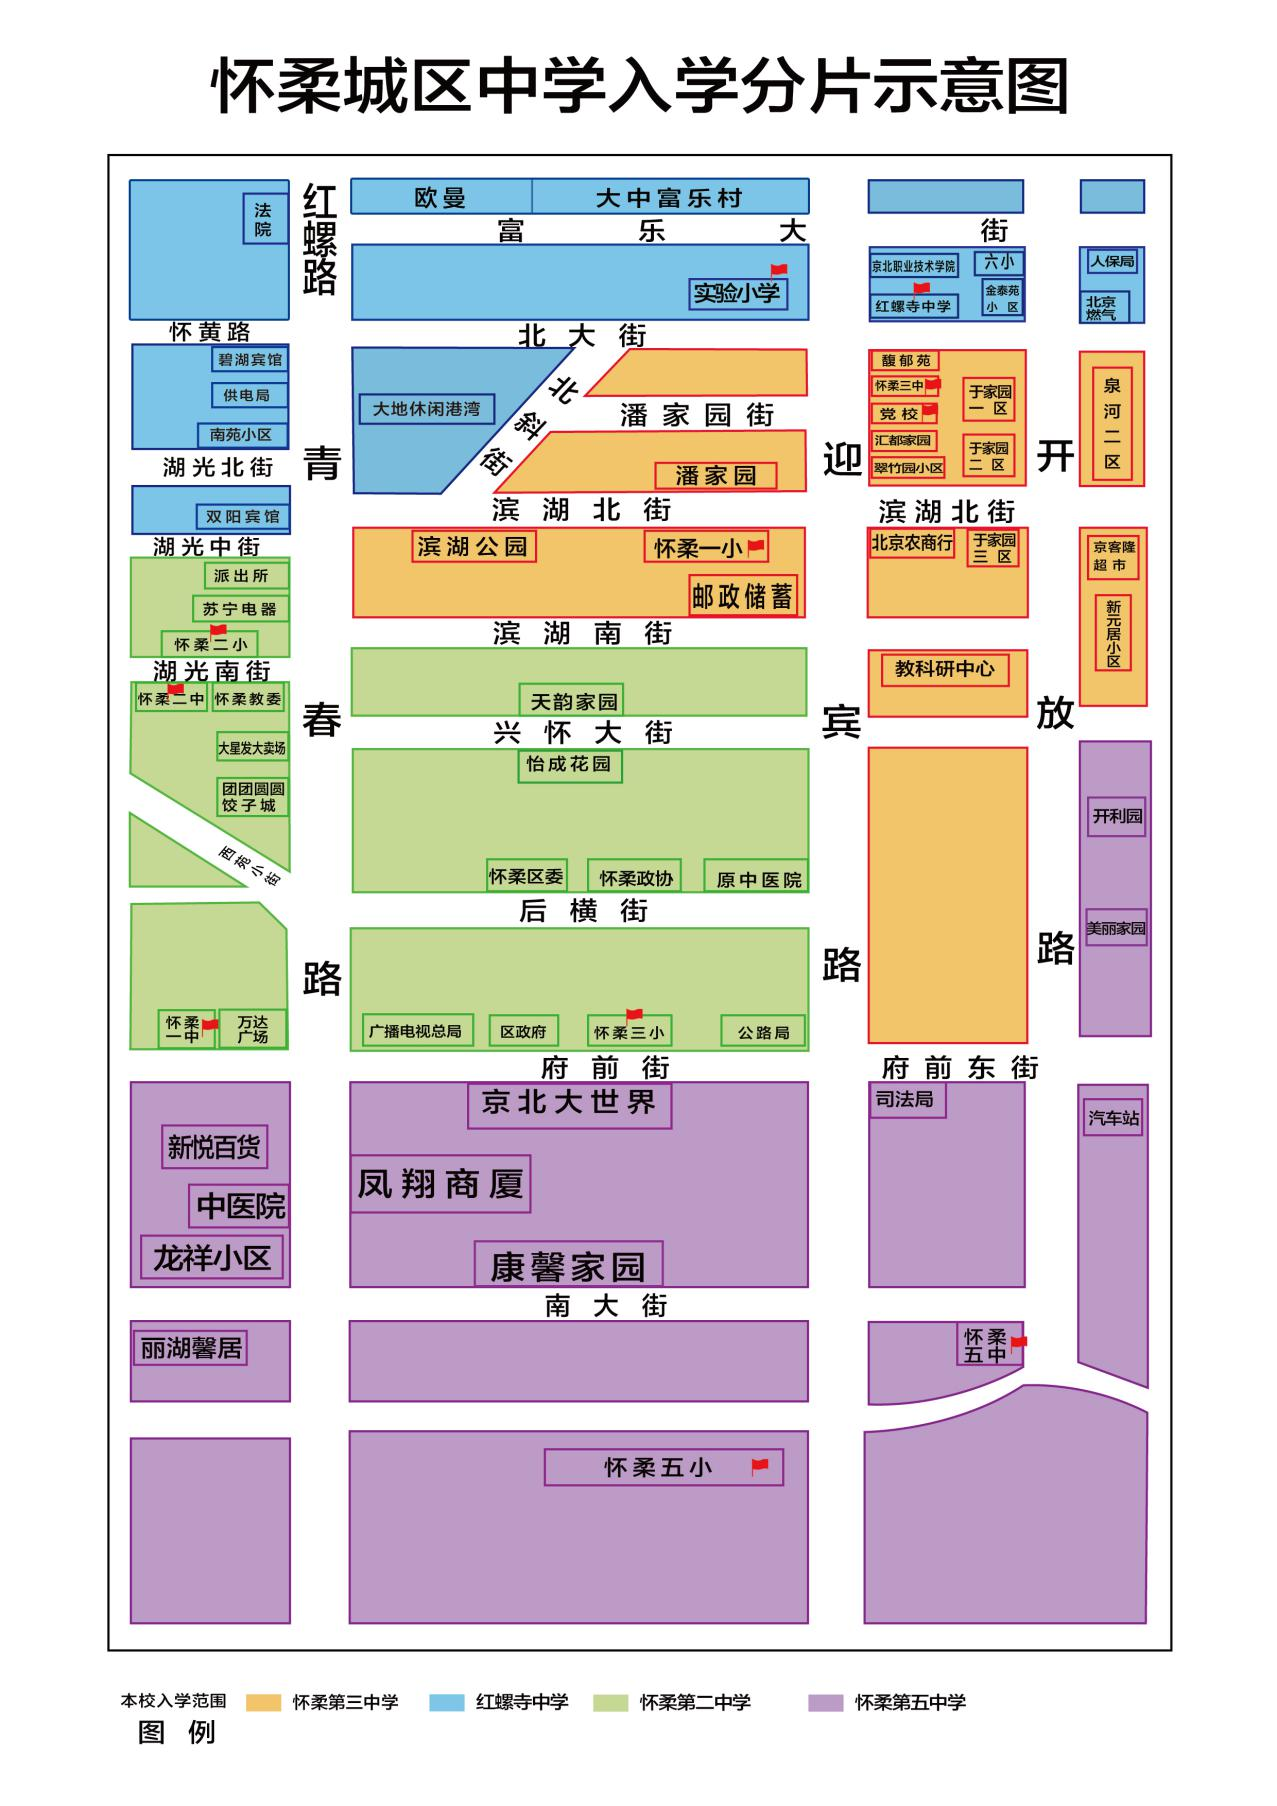 怀柔城区中学入学分片示意图
法院
红螺路
欧曼
大中富乐村
富乐大街
实验小学
京北职业技术学院
六小
红螺寺中学
金泰苑小区
人保局
北京燃气
怀黄路
北大街
碧湖宾馆
供电局
南苑小区
大地休闲港湾
北斜街
潘家园街
潘家园
馥郁苑
怀柔三中
党校
汇都家园
翠竹园小区
于家园一区
于家园二区
泉河二区
湖光北街
青春路
迎宾路
开放路
双阳宾馆
滨湖北街
滨湖北街
湖光中街
滨湖公园
怀柔一小
邮政储蓄
北京农商行
于家园三区
京客隆超市
新元居小区
派出所
苏宁电器
怀柔二小
滨湖南街
湖光南街
怀柔二中
怀柔教委
大星发大卖场
团团圆圆饺子城
西苑小街
天韵家园
兴怀大街
教科研中心
怡成花园
怀柔区委
怀柔政协
原中医院
开利园
美丽家园
后横街
怀柔一中
万达广场
广播电视总局
区政府
怀柔三小
公路局
府前街
府前东街
新悦百货
中医院
龙祥小区
京北大世界
凤翔商厦
康馨家园
司法局
汽车站
南大街
丽湖馨居
怀柔五中
怀柔五小
本校入学范围
图例
怀柔第三中学
红螺寺中学
怀柔第二中学
怀柔第五中学